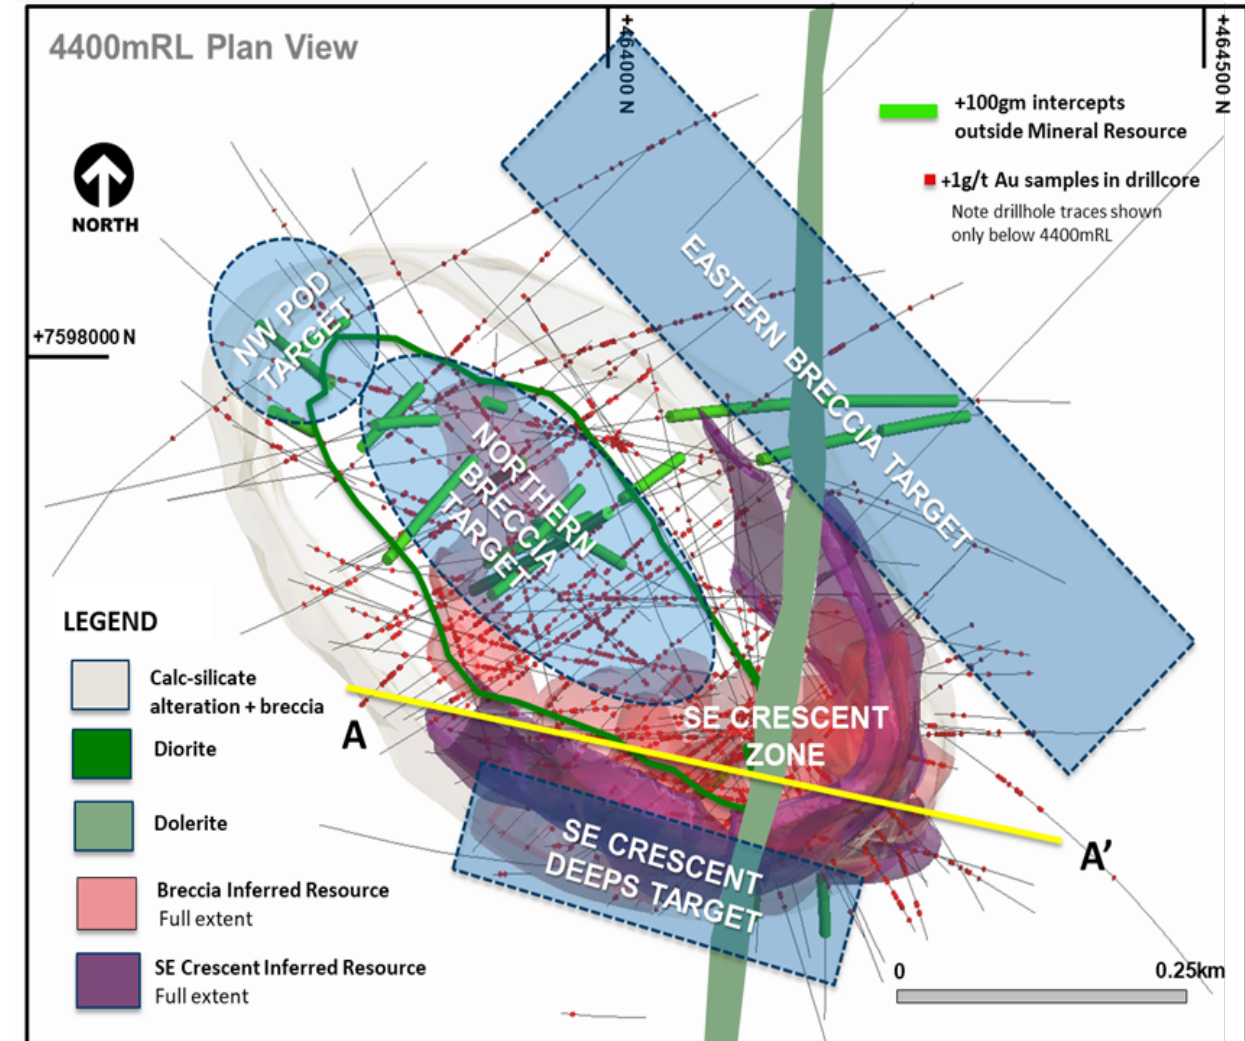 4400mRL Plan View
+464000 N
+464500 N
+100gm intercepts
outside Mineral Resource
+1g/t Au samples in drillcore
Note drillhole traces shown
only below 4400mRL
NORTH
+7598000 N
NW POD
TARGET
EASTERN BRECCIA TARGET
NORTHERN
BRECCIA
TARGET
SE CRESCENT
ZONE
A
A'
SE CRESCENT
DEEPS TARGET
LEGEND
Calc-silicate
alteration + breccia
Diorite
Dolerite
Breccia Inferred Resource
Full extent
SE Crescent Inferred Resource
Full extent
0
0.25km